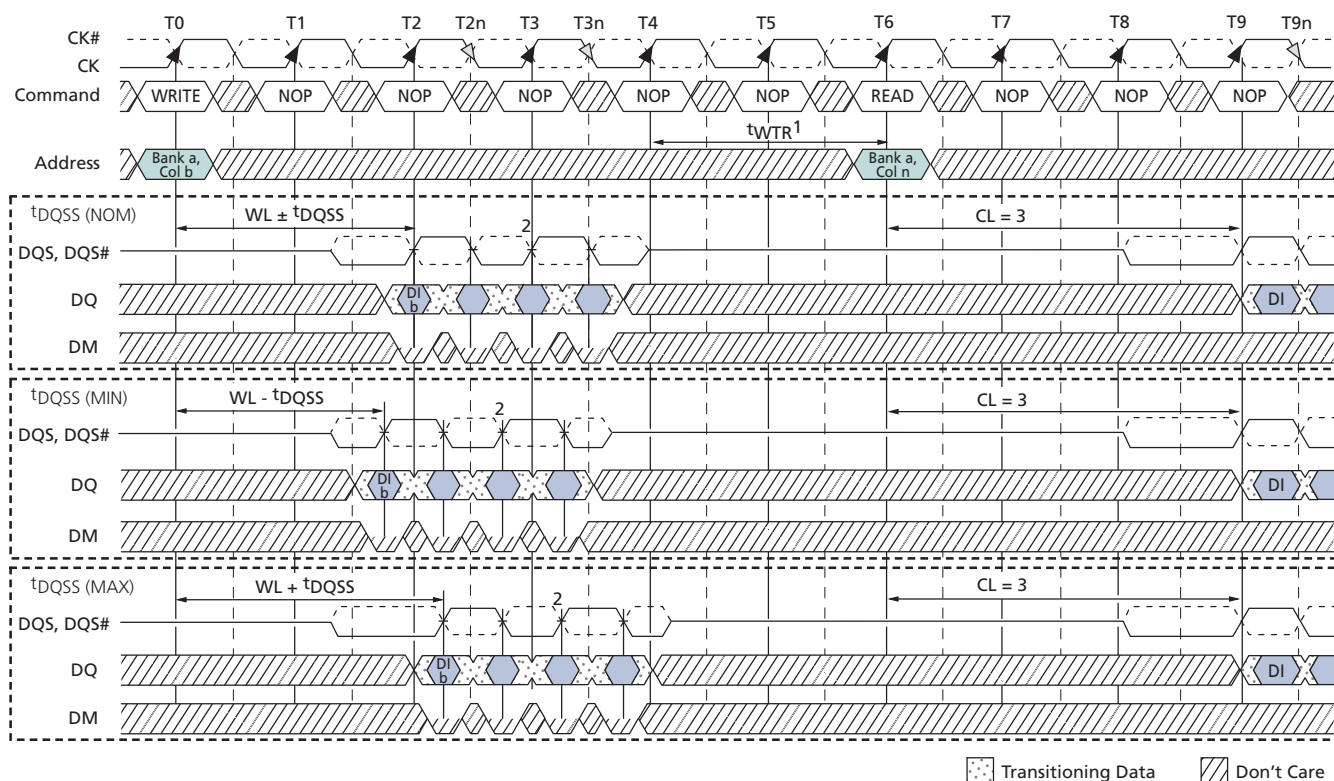 T0 T1 T2 T2n T3 T3n T4 T5 T6 T7 T8 T9 T9n
CK#
CK
Command WRITE NOP NOP NOP NOP NOP READ NOP NOP NOP
tWTR1
Address Bank a, Col b Bank a, Col n
tDQSS (NOM) WL ± tDQSS 2 CL = 3
DQS, DQS#
DQ DI b DI
DM
tDQSS (MIN) WL - tDQSS 2 CL = 3
DQS, DQS#
DQ DI b DI
DM
tDQSS (MAX) WL + tDQSS 2 CL = 3
DQS, DQS#
DQ DI b DI
DM
Transitioning Data Don't Care